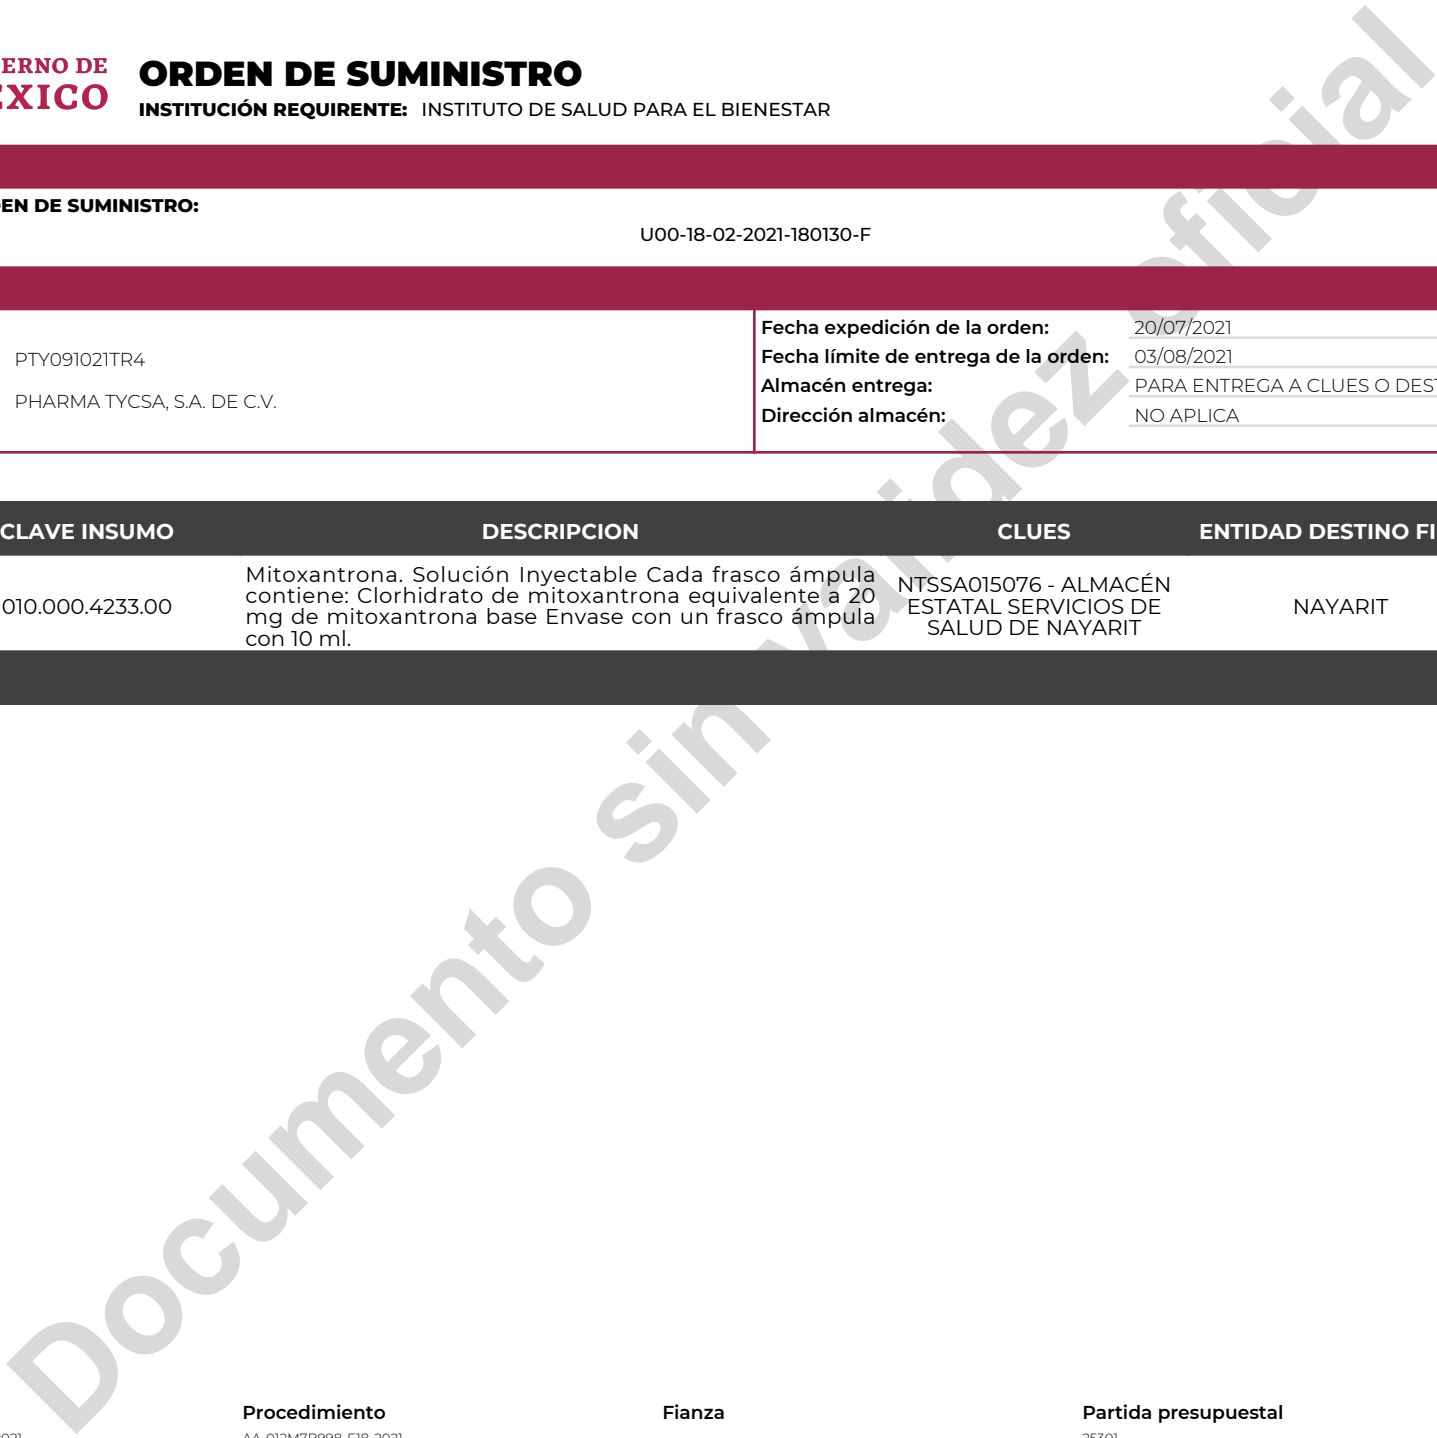 ERNO DE
EXICO
ORDEN DE SUMINISTRO
INSTITUCIÓN REQUIRENTE: INSTITUTO DE SALUD PARA EL BIENESTAR
EN DE SUMINISTRO:
U00-18-02-2021-180130-F
PTY091021TR4
PHARMA TYCSA, S.A. DE C.V.
Fecha expedición de la orden: 20/07/2021
Fecha límite de entrega de la orden: 03/08/2021
Almacén entrega: PARA ENTREGA A CLUES O DEST
Dirección almacén: NO APLICA
CLAVE INSUMO DESCRIPCION CLUES ENTIDAD DESTINO FI
010.000.4233.00
Mitoxantrona. Solución Inyectable Cada frasco ámpula
contiene: Clorhidrato de mitoxantrona equivalente a 20
mg de mitoxantrona base Envase con un frasco ámpula
con 10 ml.
NTSSA015076 - ALMACÉN
ESTATAL SERVICIOS DE
SALUD DE NAYARIT
NAYARIT
Documento sin validez oficial
Procedimiento Fianza Partida presupuestal